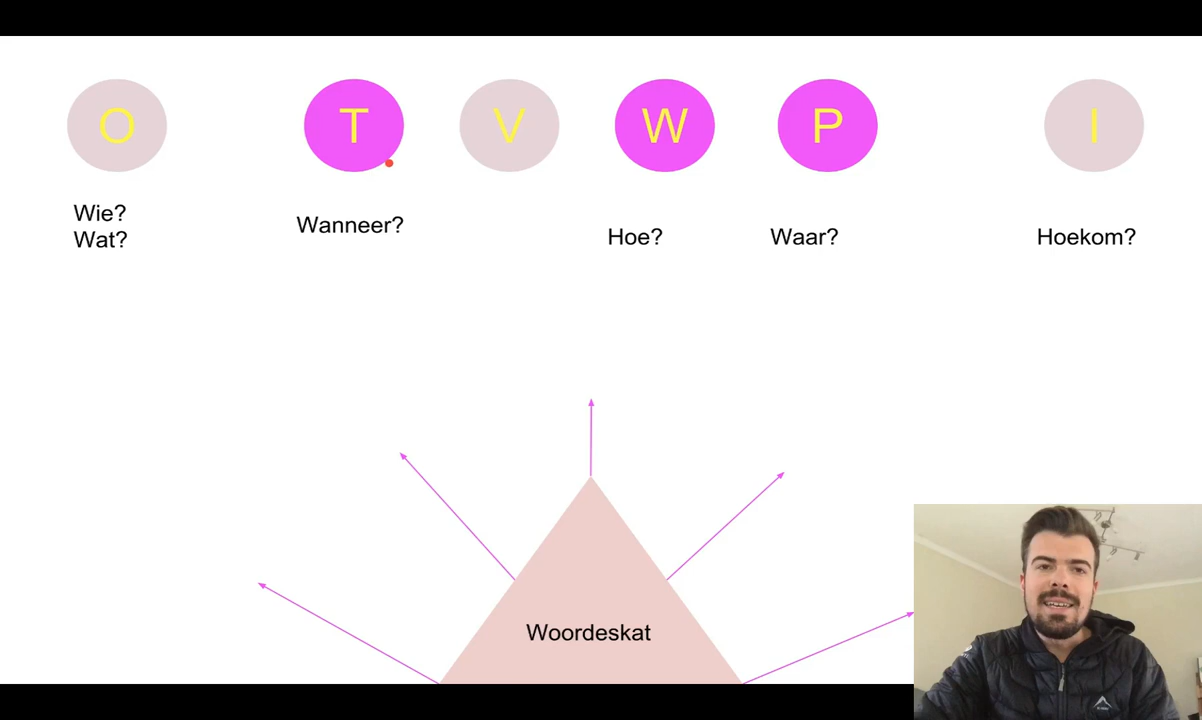 O T V W P I
Wie?
Wat?
Wanneer?
Hoe?
Waar?
Hoekom?
Woordeskat